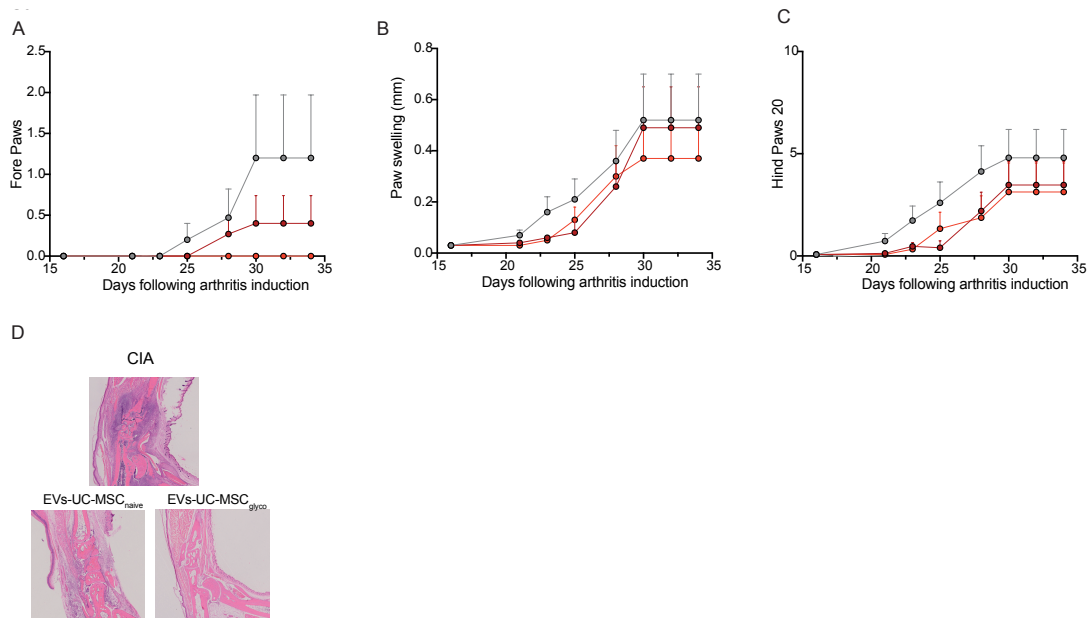 A
Fore Paws
2.5
2.0
1.5
1.0
0.5
0.0
15 20 25 30 35
Days following arthritis induction
B
Paw swelling (mm)
0.8
0.6
0.4
0.2
0.0
15 20 25 30 35
Days following arthritis induction
C
Hind Paws 20
10
5
0
15 20 25 30 35
Days following arthritis induction
D
CIA
EVs-UC-MSCnaive
EVs-UC-MSCglyco